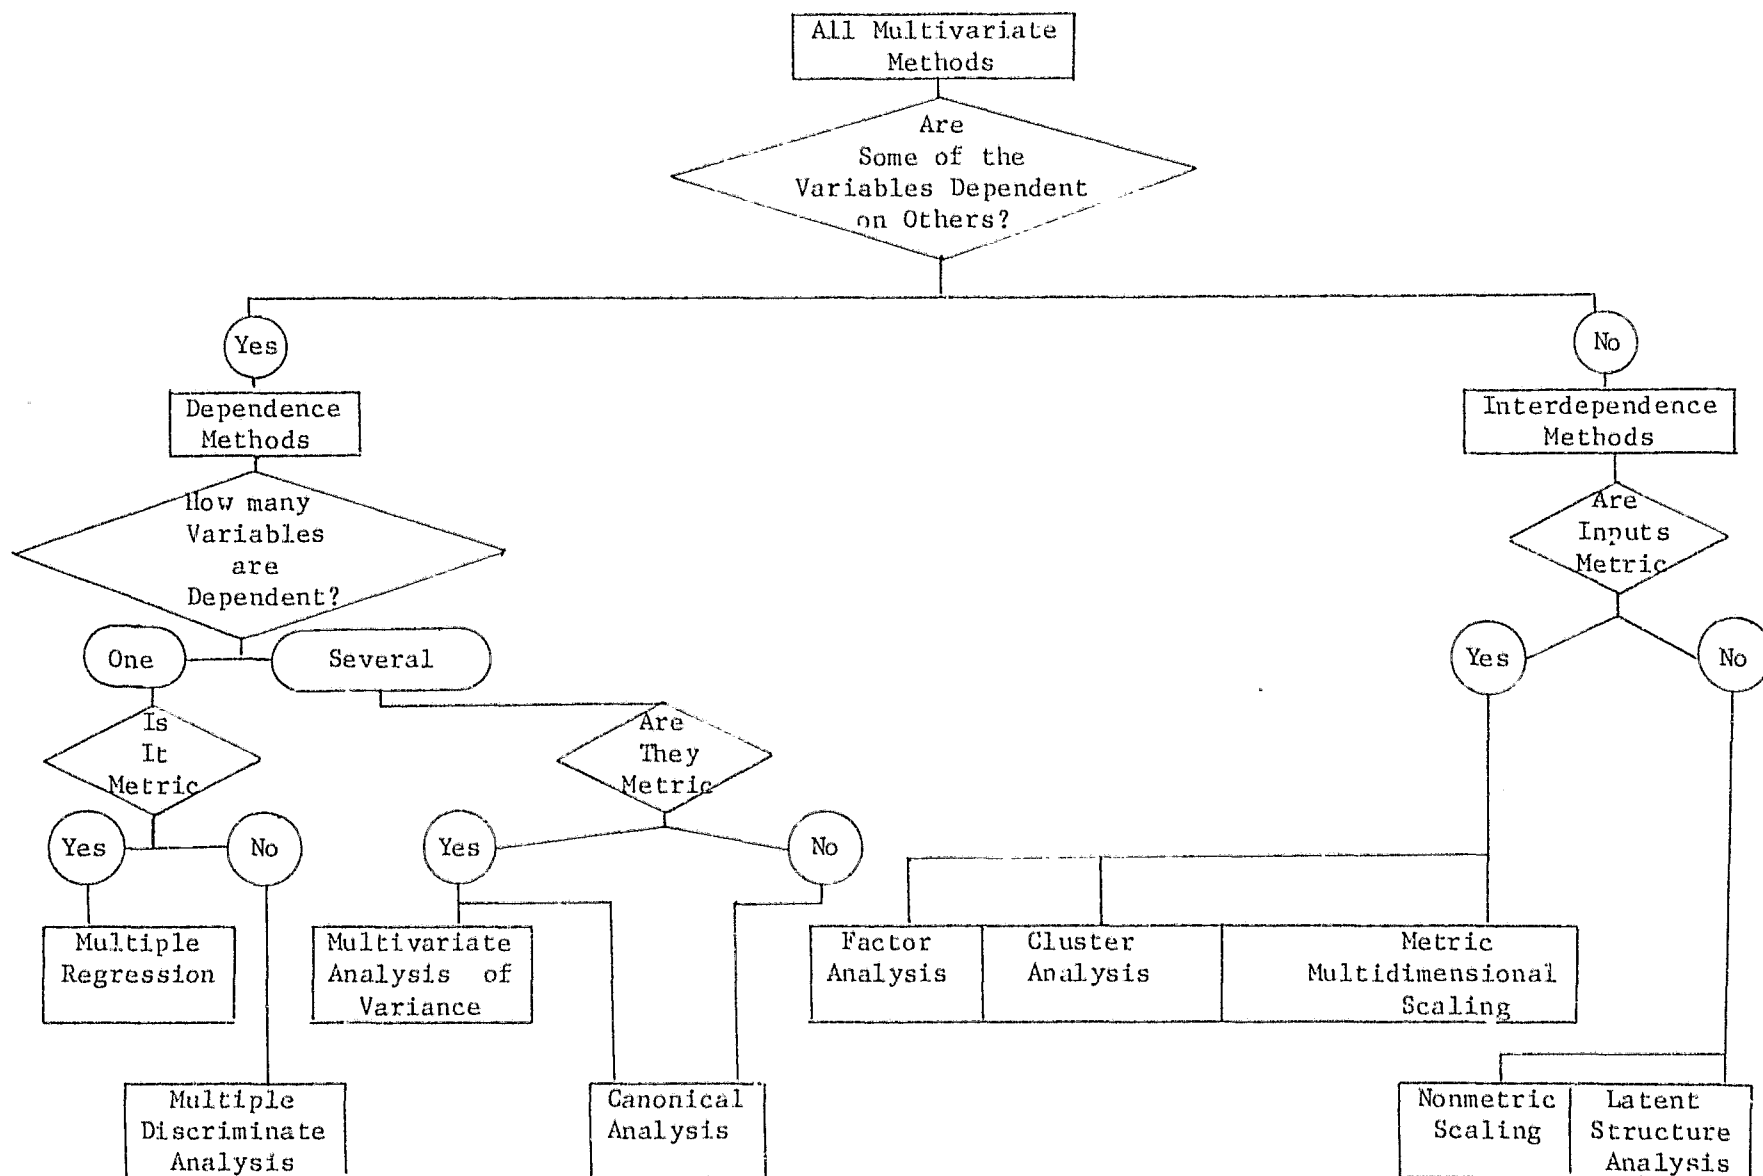 All Multivariate
Methods
Are
Some of the
Variables Dependent
on Others?
Yes
No
Dependence
Methods
Interdependence
Methods
How many
Variables
are
Dependent?
Are
Inputs
Metric
One
Several
Yes
No
Is
It
Metric
Are
They
Metric
Yes
No
Yes
No
Multiple
Regression
Multivariate
Analysis of
Variance
Factor
Analysis
Cluster
Analysis
Metric
Multidimensional
Scaling
Multiple
Discriminate
Analysis
Canonical
Analysis
Nonmetric
Scaling
Latent
Structure
Analysis